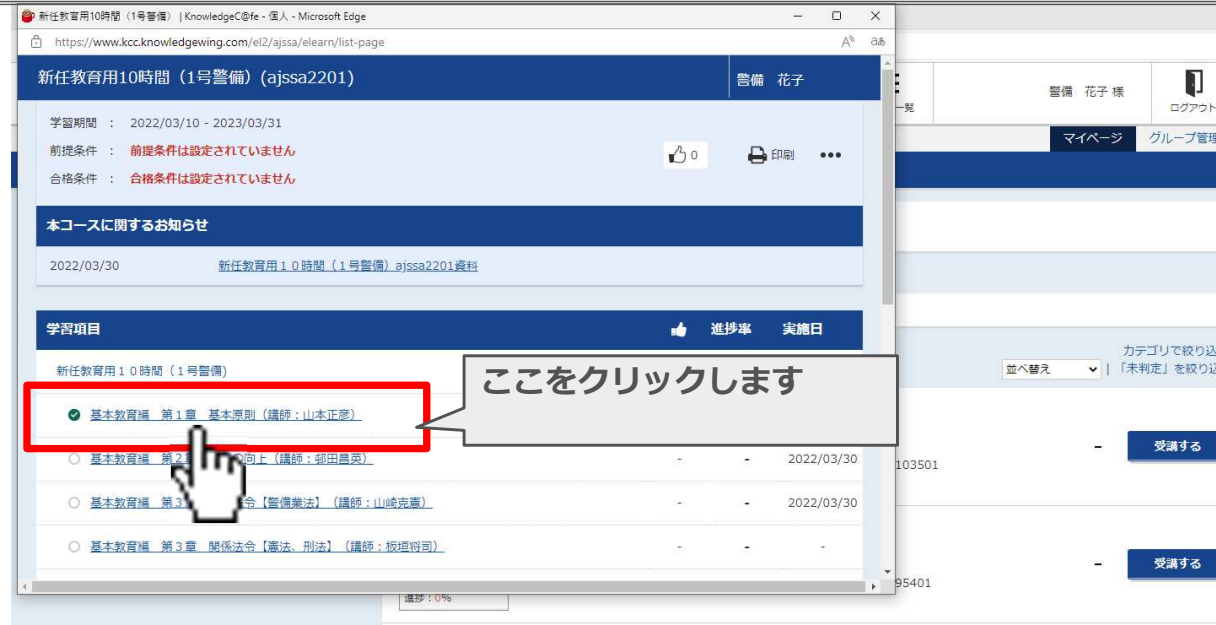 新任教育用10時間（1号警備）| KnowledgeC@fe - 個人 - Microsoft Edge
https://www.kcc.knowledgewing.com/el2/ajssa/elearn/list-page
新任教育用10時間（1号警備）(ajssa2201)
警備 花子
学習期間 ： 2022/03/10 - 2023/03/31
前提条件 ： 前提条件は設定されていません
合格条件 ： 合格条件は設定されていません
0
印刷
本コースに関するお知らせ
2022/03/30 新任教育用１０時間（１号警備）ajssa2201資料
学習項目 進捗率 実施日
新任教育用１０時間（１号警備)
ここをクリックします
基本教育編 第１章 基本原則（講師：山本正彦）
基本教育編 第２ 向上（講師：邨田昌英） - - 2022/03/30
基本教育編 第３ 令【警備業法】（講師：山崎克憲） - - 2022/03/30
基本教育編 第３章 関係法令【憲法、刑法】（講師：板垣将司） - - -
進捗：0%
一覧
警備 花子 様
ログアウト
マイページ グループ管理
カテゴリで絞り込
並べ替え |「未判定」を絞り込
- 受講する
103501
- 受講する
95401